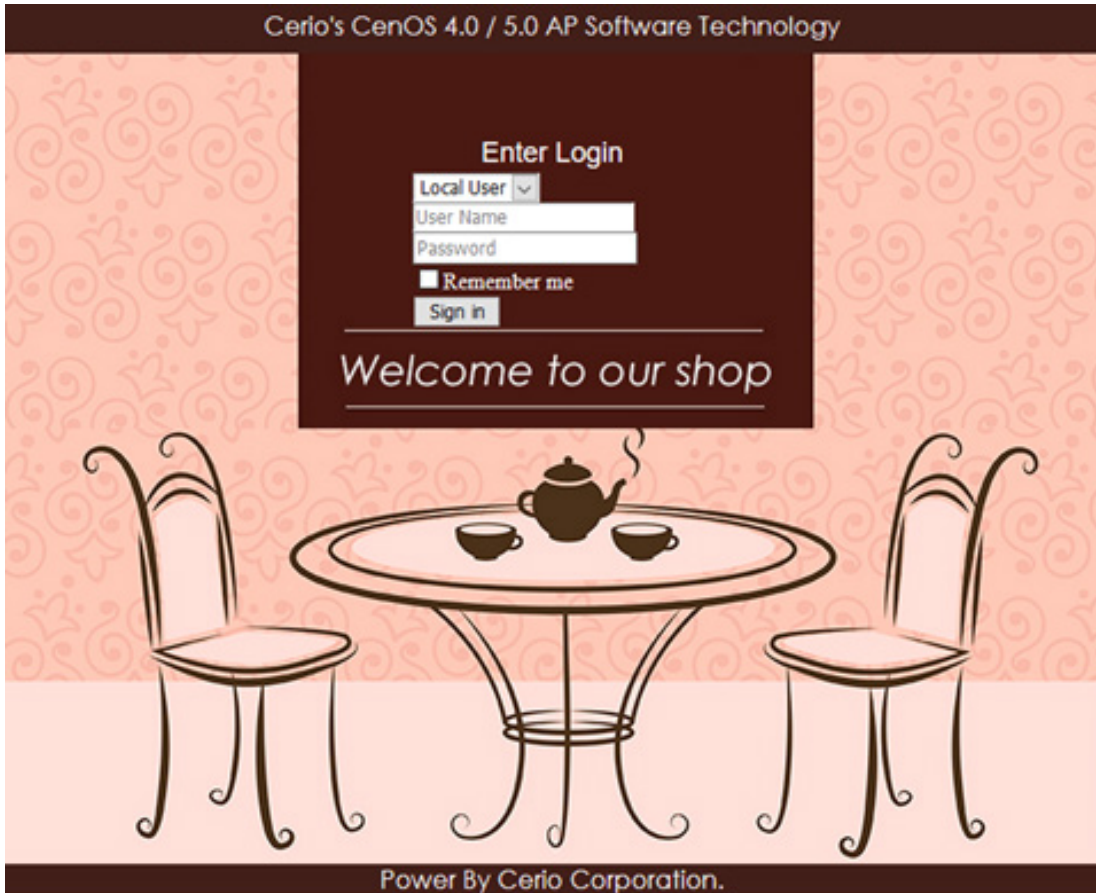 Cerio's CenOS 4.0 / 5.0 AP Software Technology
Enter Login
Local User
User Name
Password
Remember me
Sign in
Welcome to our shop
Power By Cerio Corporation.